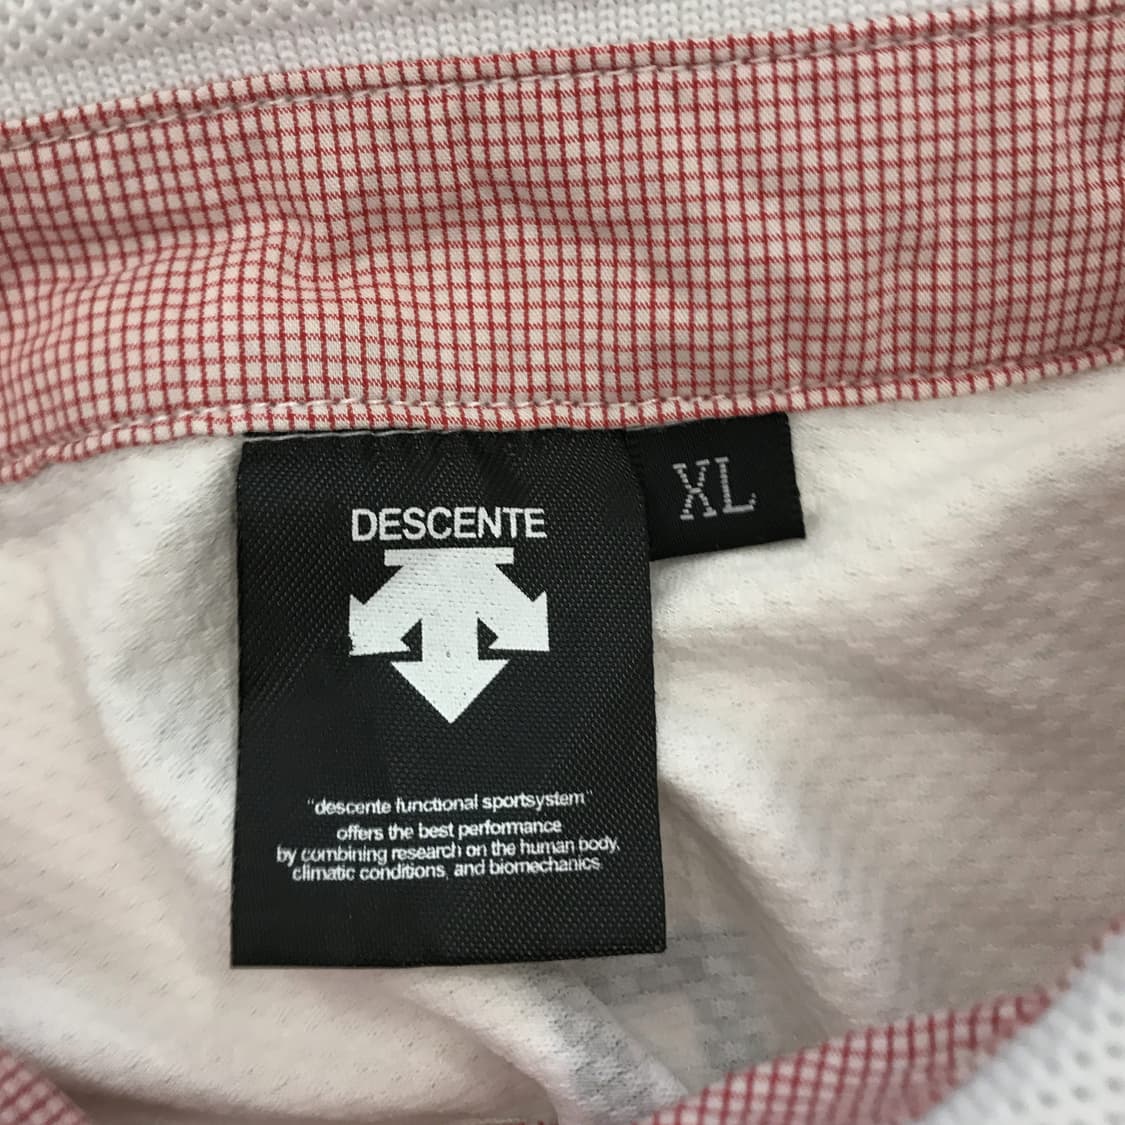 DESCENTE
XL
"descente functional sportsystem"
offers the best performance
by combining research on the human body,
climatic conditions, and biomechanics.